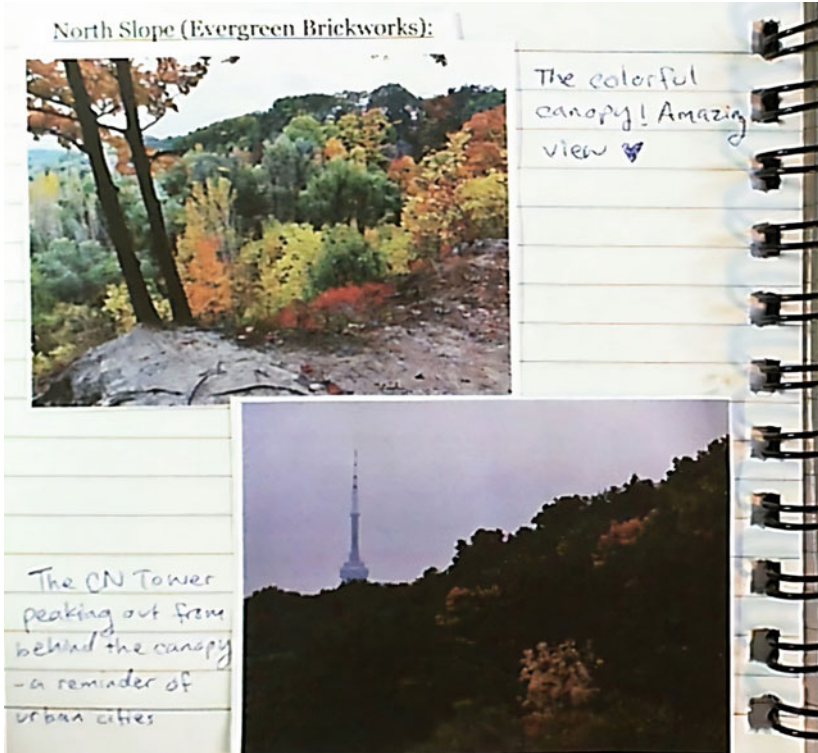 North Slope (Evergreen Brickworks):
The colorful
canopy! Amazing
view ♥
The CN Tower
peaking out from
behind the canopy
- a reminder of
urban cities